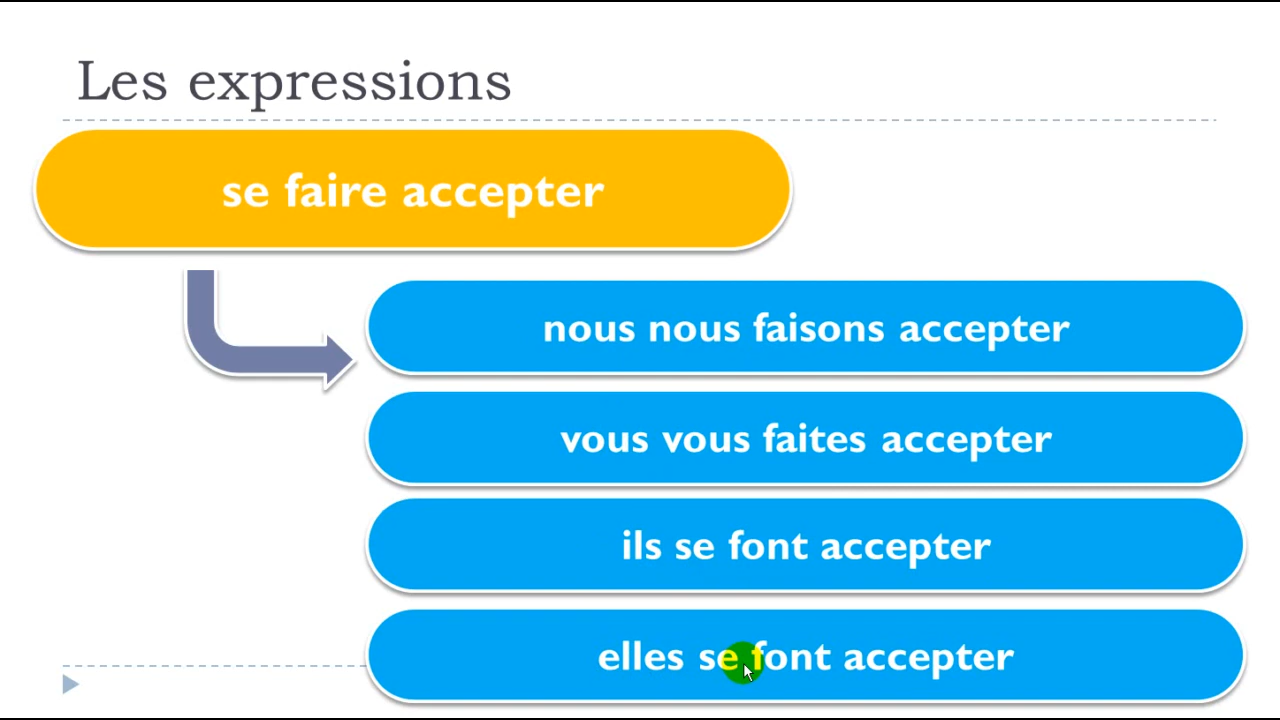 Les expressions
se faire accepter
nous nous faisons accepter
vous vous faites accepter
ils se font accepter
elles se font accepter